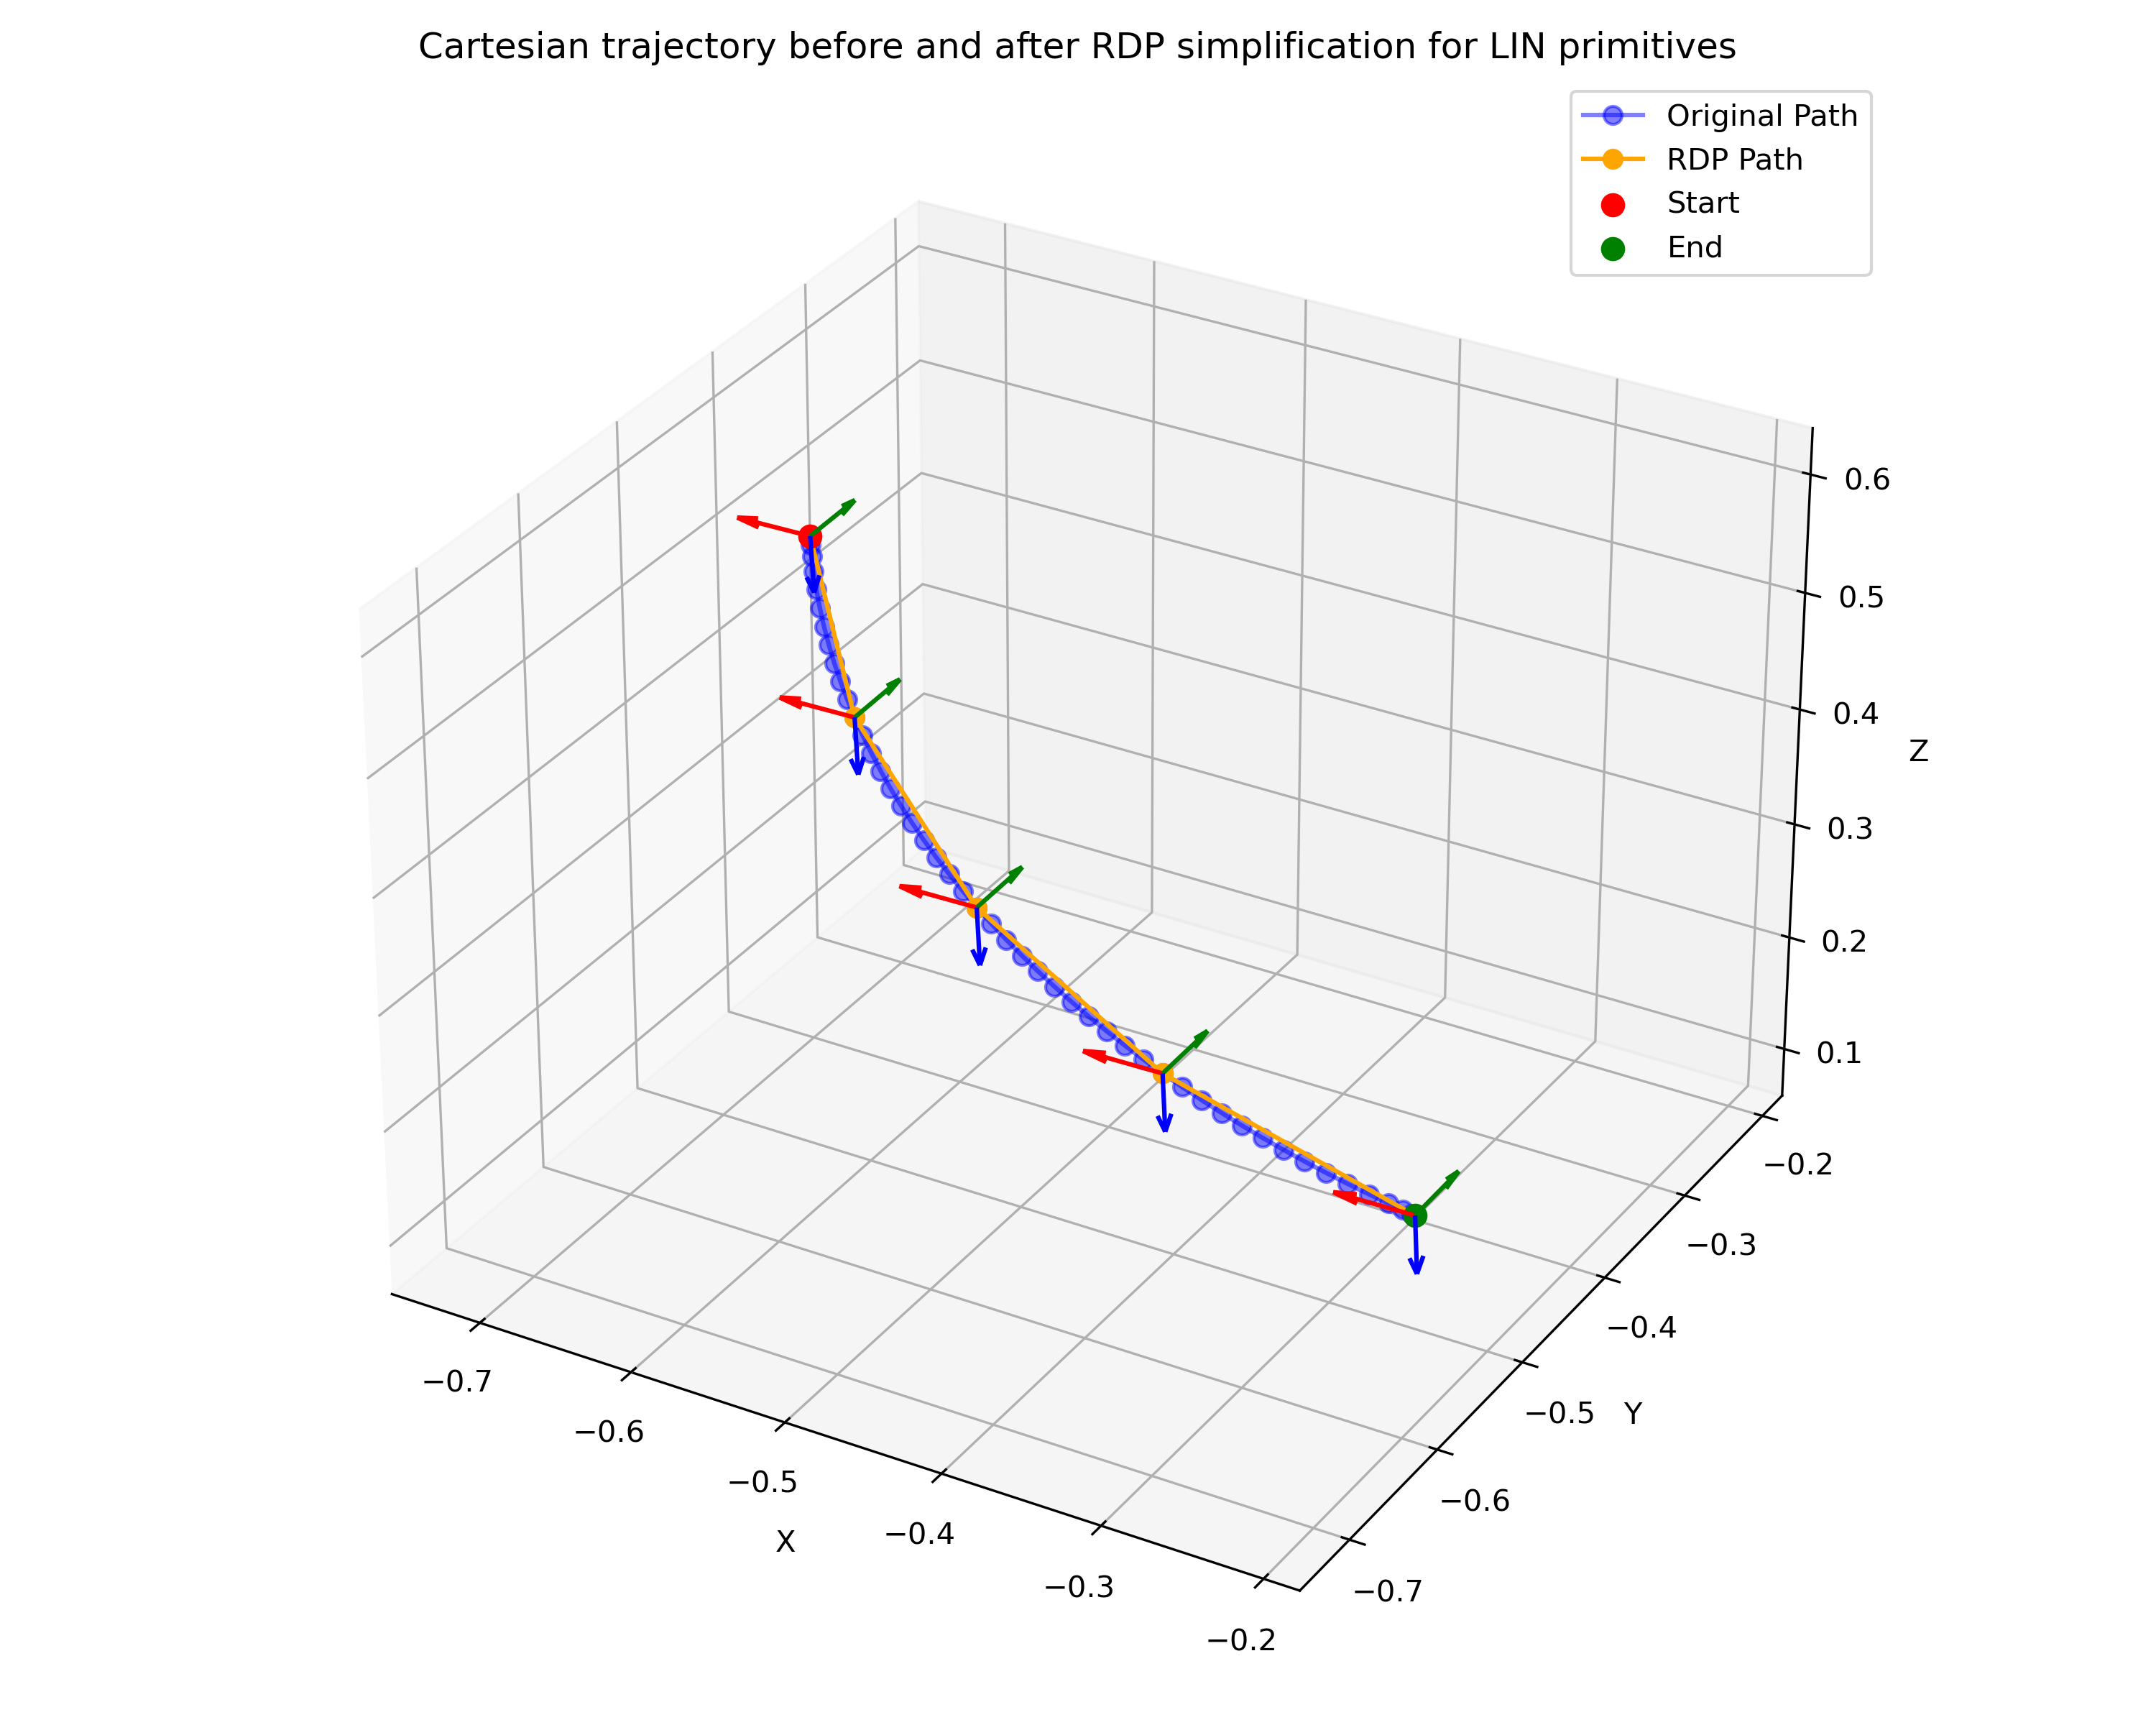 Cartesian trajectory before and after RDP simplification for LIN primitives
Original Path
RDP Path
Start
End
0.6
0.5
0.4
0.3
0.2
0.1
Z
−0.2
−0.3
−0.4
−0.5
−0.6
−0.7
Y
−0.7
−0.6
−0.5
−0.4
−0.3
−0.2
X